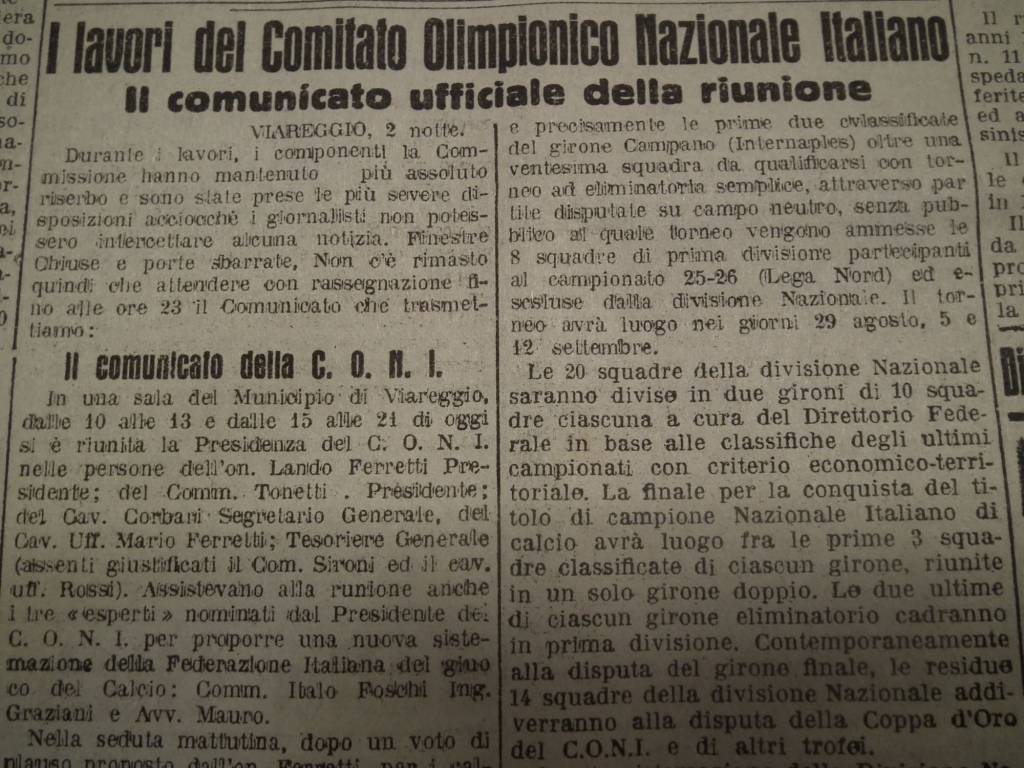 I lavori del Comitato Olimpionico Nazionale Italiano
Il comunicato ufficiale della riunione
VIAREGGIO, 2 notte.
Durante i lavori, i componenti la Com-
missione hanno mantenuto più assoluto
riserbo e sono state prese le più severe di-
sposizioni acciocchè i giornalisti non potes-
sero intercettare alcuna notizia. Finestre
Chiuse e porte sbarrate, Non c'è rimasto
quindi che attendere con rassegnazione fi-
no alle ore 23 il Comunicato che trasmet-
tiamo:
Il comunicato della C. O. N. I.
In una sala del Municipio di Viareggio,
dalle 10 alle 13 e dalle 15 alle 21 di oggi
si è riunita la Presidenza del C. O. N. I.
nelle persone dell'on. Lando Ferretti Pre-
sidente; del Comm. Tonetti . Presidente;
del Cav. Corbari Segretario Generale, del
Cav. Uff. Mario Ferretti; Tesoriere Generale
(assenti giustificati il Com. Sironi ed il cav.
uff. Rossi). Assistevano alla runione anche
i tre «esperti» nominati dal Presidente del
C. O. N. I. per proporre una nuova siste-
mazione della Federazione Italiana del giuo
co del Calcio: Comm. Italo Foschi Ing.
Graziani e Avv. Mauro.
Nella seduta mattutina, dopo un voto di
plauso proposto dall'on. Ferretti per i
e precisamente le prime due
del girone Campano (Internaples) oltre una
ventesima squadra da qualificarsi con tor-
neo ad eliminatoria semplice, attraverso par
tite disputate su campo neutro, senza pub-
blico al quale torneo vengono ammesse le
8 squadre di prima divisione partecipanti
al campionato 25-26 (Lega Nord) ed e-
scluse dalla divisione Nazionale. Il tor-
neo avrà luogo nei giorni 29 agosto, 5 e
12 settembre.
Le 20 squadre della divisione Nazionale
saranno divise in due gironi di 10 squa-
dre ciascuna a cura del Direttorio Fede-
rale in base alle classifiche degli ultimi
campionati con criterio economico-terri-
toriale. La finale per la conquista del ti-
tolo di campione Nazionale Italiano di
calcio avrà luogo fra le prime 3 squa-
dre classificate di ciascun girone, riunite
in un solo girone doppio. Le due ultime
di ciascun girone eliminatorio cadranno
in prima divisione. Contemporaneamente
alla disputa del girone finale, le residue
14 squadre della divisione Nazionale addi-
verranno alla disputa della Coppa d'Oro
del C.O.N.I. e di altri trofei.